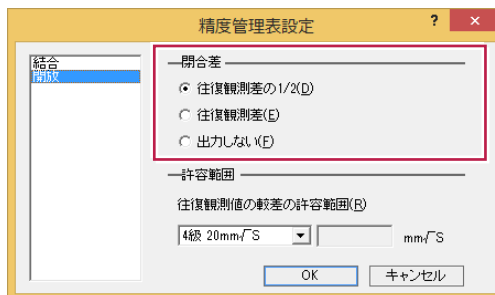 精度管理表設定
?
×
結合
開放
閉合差
往復観測差の1/2(D)
往復観測差(E)
出力しない(F)
許容範囲
往復観測値の較差の許容範囲(R)
4級 20mm√S
mm√S
OK
キャンセル